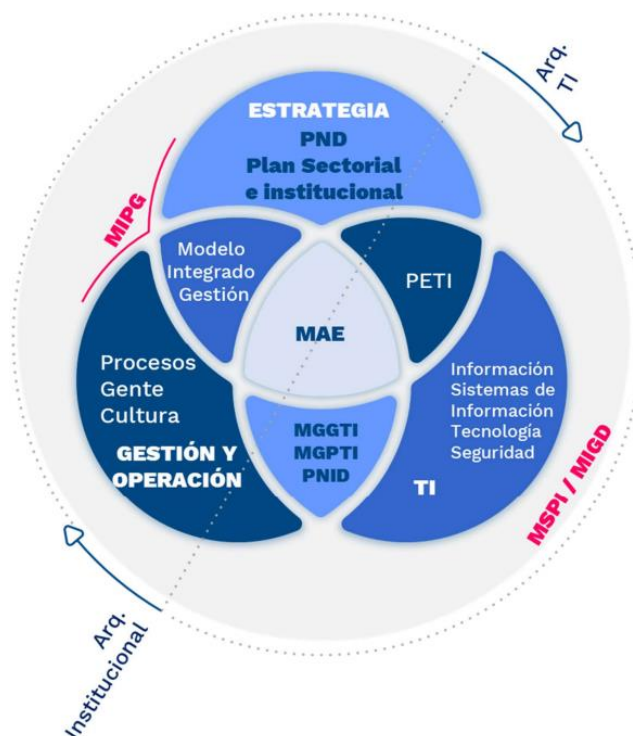 Arq.
TI
ESTRATEGIA
PND
Plan Sectorial
e institucional
MIPG
Modelo
Integrado
Gestión
PETI
MAE
Procesos
Gente
Cultura
GESTIÓN Y
OPERACIÓN
MGGTI
MGPTI
PNID
Información
Sistemas de
Información
Tecnología
Seguridad
TI
MSPI / MIGD
Arq.
Institucional